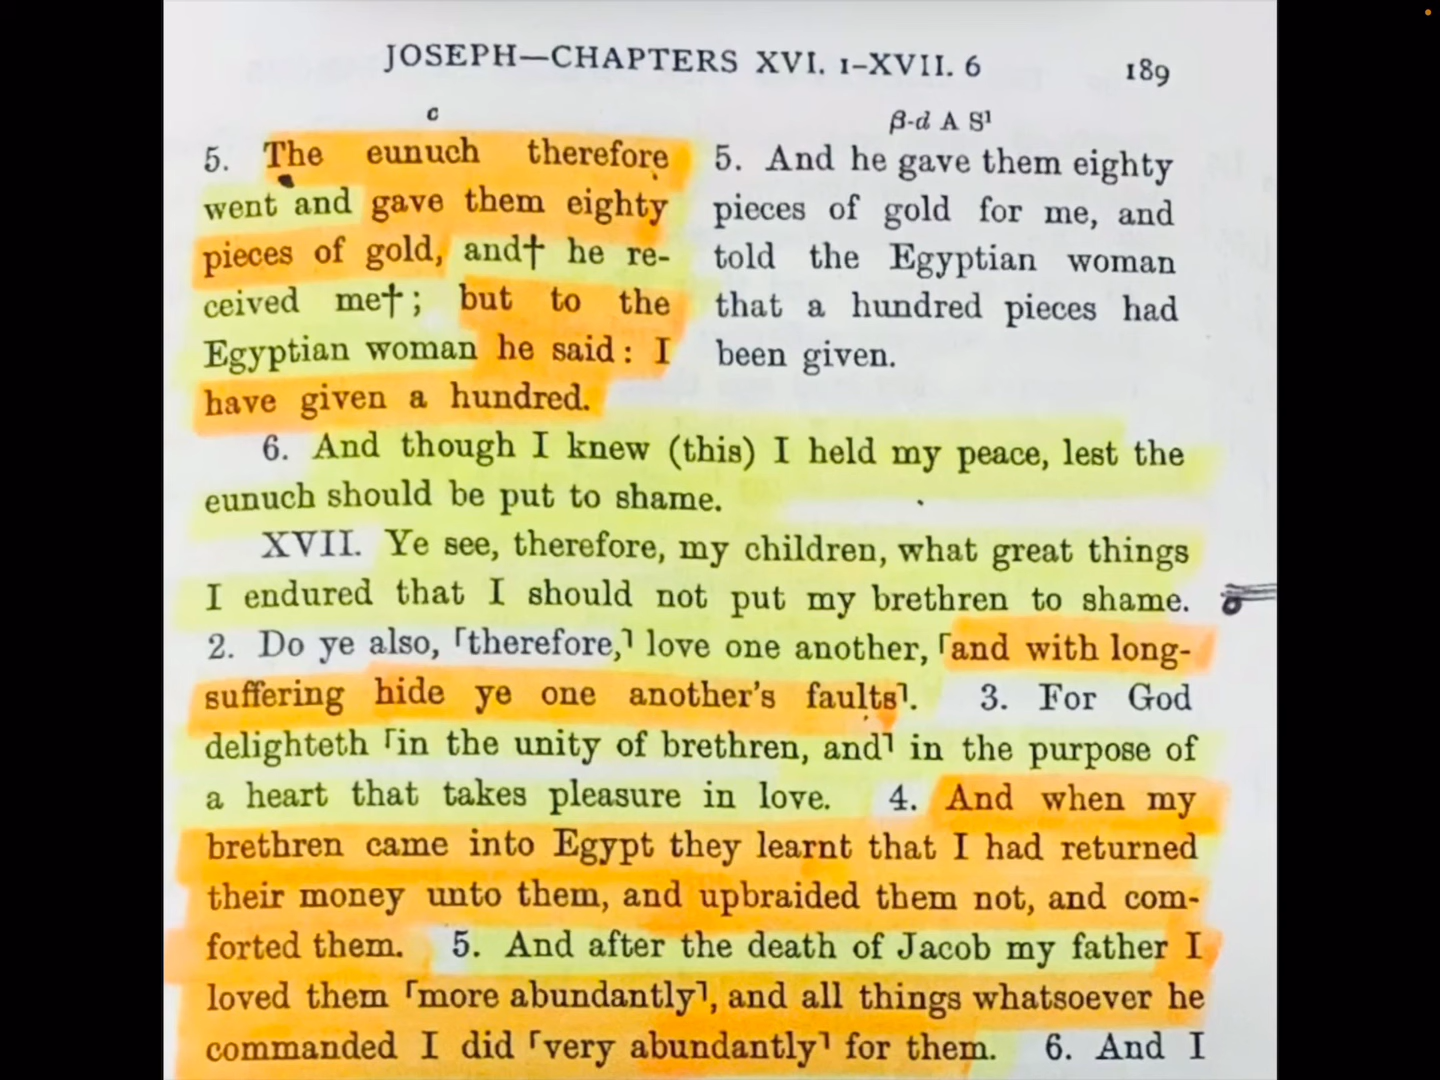 JOSEPH—CHAPTERS XVI. 1–XVII. 6 189
c
5. The eunuch therefore
went and gave them eighty
pieces of gold, and† he re-
ceived me†; but to the
Egyptian woman he said: I
have given a hundred.
β-d A S¹
5. And he gave them eighty
pieces of gold for me, and
told the Egyptian woman
that a hundred pieces had
been given.
6. And though I knew (this) I held my peace, lest the
eunuch should be put to shame.
XVII. Ye see, therefore, my children, what great things
I endured that I should not put my brethren to shame.
2. Do ye also, ⌜therefore,⌝ love one another, ⌜and with long-
suffering hide ye one another's faults⌝. 3. For God
delighteth ⌜in the unity of brethren, and⌝ in the purpose of
a heart that takes pleasure in love. 4. And when my
brethren came into Egypt they learnt that I had returned
their money unto them, and upbraided them not, and com-
forted them. 5. And after the death of Jacob my father I
loved them ⌜more abundantly⌝, and all things whatsoever he
commanded I did ⌜very abundantly⌝ for them. 6. And I